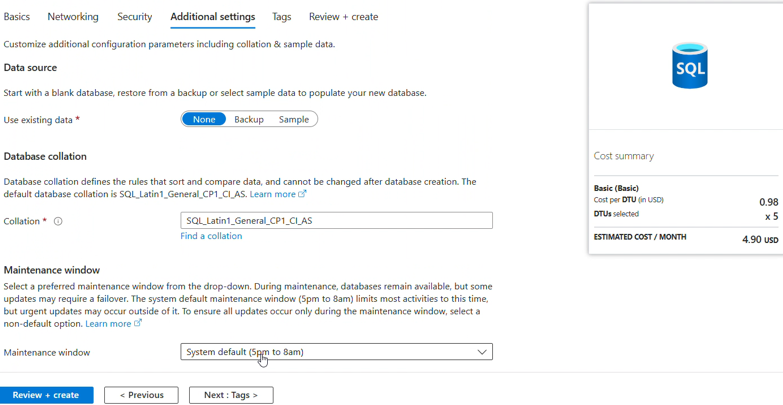 Basics Networking Security Additional settings Tags Review + create
Customize additional configuration parameters including collation & sample data.
Data source
Start with a blank database, restore from a backup or select sample data to populate your new database.
Use existing data *
None Backup Sample
Database collation
Database collation defines the rules that sort and compare data, and cannot be changed after database creation. The
default database collation is SQL_Latin1_General_CP1_CI_AS. Learn more
Collation *
SQL_Latin1_General_CP1_CI_AS
Find a collation
Maintenance window
Select a preferred maintenance window from the drop-down. During maintenance, databases remain available, but some
updates may require a failover. The system default maintenance window (5pm to 8am) limits most activities to this time,
but urgent updates may occur outside of it. To ensure all updates occur only during the maintenance window, select a
non-default option. Learn more
Maintenance window
System default (5pm to 8am)
Review + create
< Previous
Next : Tags >
SQL
Cost summary
Basic (Basic)
Cost per DTU (in USD) 0.98
DTUs selected x 5
ESTIMATED COST / MONTH 4.90 USD